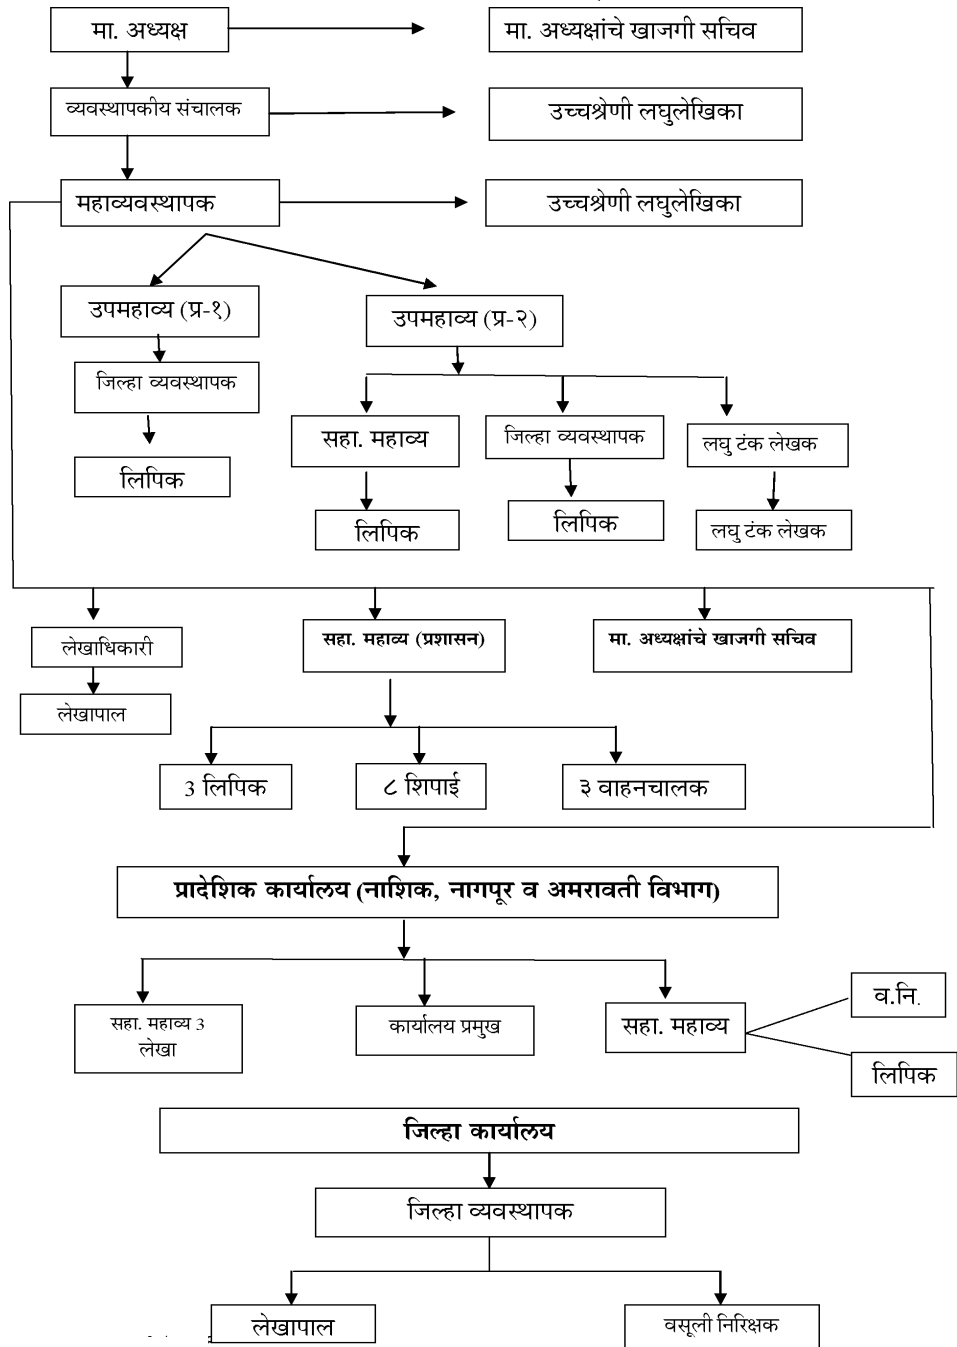 मा. अध्यक्ष
मा. अध्यक्षांचे खाजगी सचिव
व्यवस्थापकीय संचालक
उच्चश्रेणी लघुलेखिका
महाव्यवस्थापक
उच्चश्रेणी लघुलेखिका
उपमहाव्य (प्र-१)
उपमहाव्य (प्र-२)
जिल्हा व्यवस्थापक
सहा. महाव्य
जिल्हा व्यवस्थापक
लघु टंक लेखक
लिपिक
लिपिक
लिपिक
लघु टंक लेखक
लेखाधिकारी
सहा. महाव्य (प्रशासन)
मा. अध्यक्षांचे खाजगी सचिव
लेखापाल
3 लिपिक
८ शिपाई
३ वाहनचालक
प्रादेशिक कार्यालय (नाशिक, नागपूर व अमरावती विभाग)
सहा. महाव्य 3
लेखा
कार्यालय प्रमुख
सहा. महाव्य
व.नि.
लिपिक
जिल्हा कार्यालय
जिल्हा व्यवस्थापक
लेखापाल
वसूली निरिक्षक